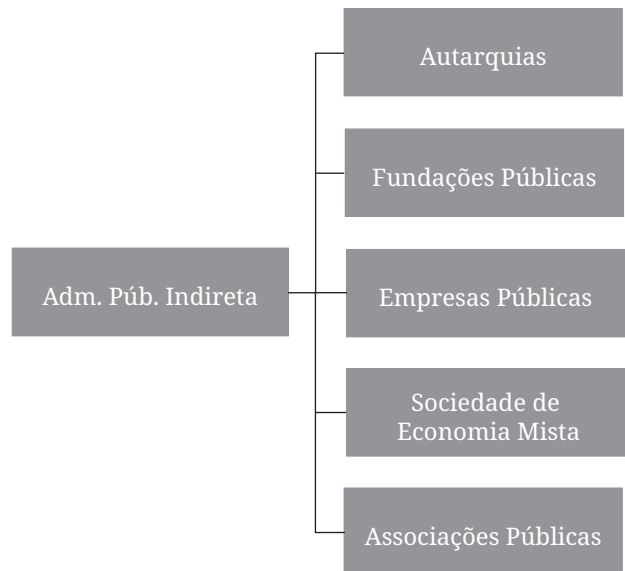 Autarquias
Fundações Públicas
Adm. Púb. Indireta
Empresas Públicas
Sociedade de
Economia Mista
Associações Públicas